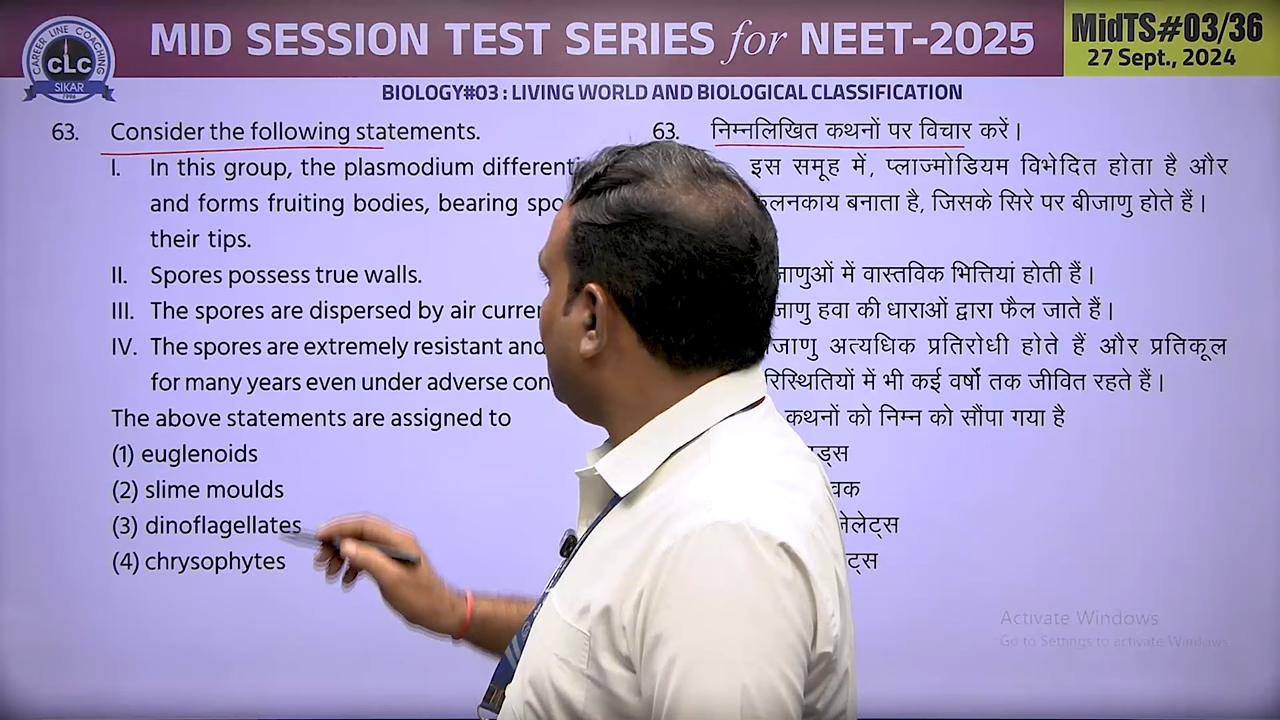 CAREER LINE COACHING
CLC
SIKAR
1996
MID SESSION TEST SERIES for NEET-2025
MidTS#03/36
27 Sept., 2024
BIOLOGY#03 : LIVING WORLD AND BIOLOGICAL CLASSIFICATION
63. Consider the following statements.
I. In this group, the plasmodium differenti
and forms fruiting bodies, bearing spo
their tips.
II. Spores possess true walls.
III. The spores are dispersed by air curren
IV. The spores are extremely resistant and
for many years even under adverse con
The above statements are assigned to
(1) euglenoids
(2) slime moulds
(3) dinoflagellates
(4) chrysophytes
63. निम्नलिखित कथनों पर विचार करें।
इस समूह में, प्लाज्मोडियम विभेदित होता है और
बनाता है, जिसके सिरे पर बीजाणु होते हैं।
में वास्तविक भित्तियां होती हैं।
हवा की धाराओं द्वारा फैल जाते हैं।
अत्यधिक प्रतिरोधी होते हैं और प्रतिकूल
में भी कई वर्षों तक जीवित रहते हैं।
कथनों को निम्न को सौंपा गया है
Activate Windows
Go to Settings to activate Windows.